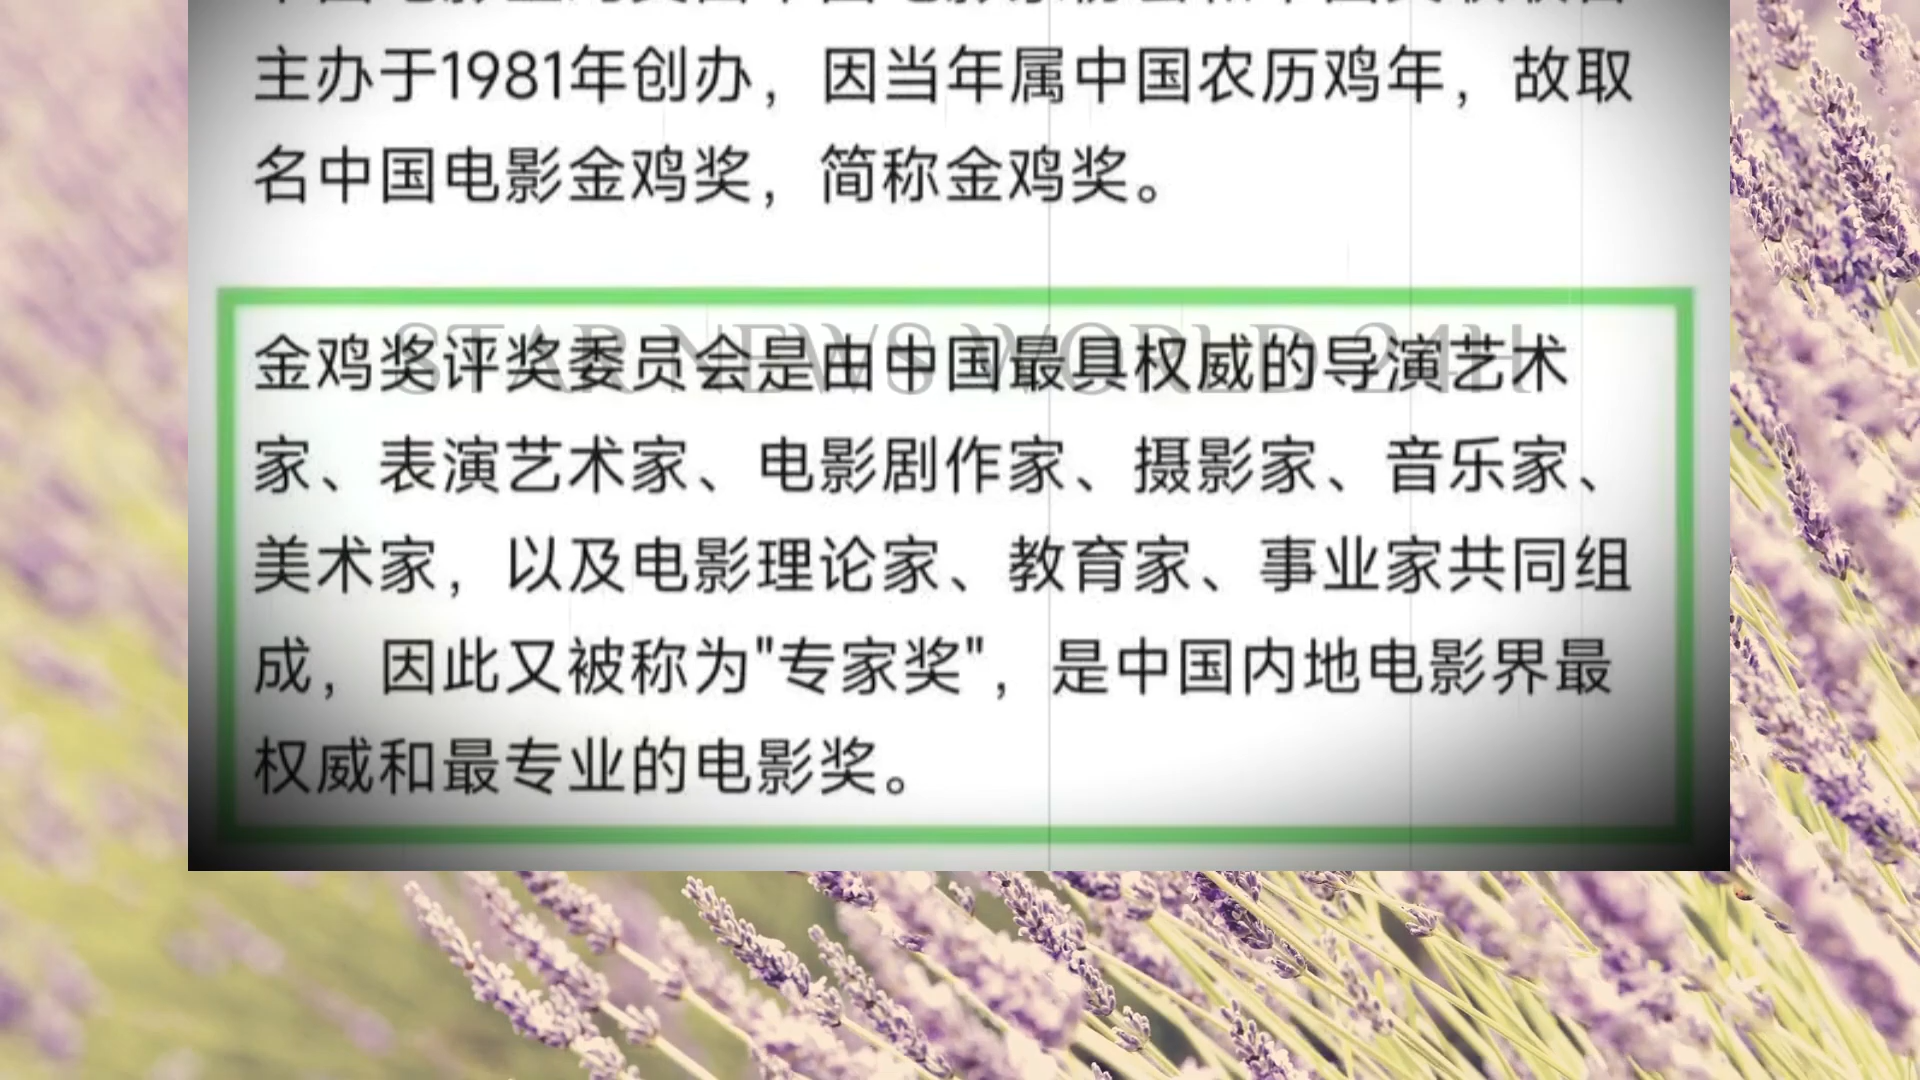 主办于1981年创办，因当年属中国农历鸡年，故取
名中国电影金鸡奖，简称金鸡奖。
STAR NEWS WORLD 24H
金鸡奖评奖委员会是由中国最具权威的导演艺术
家、表演艺术家、电影剧作家、摄影家、音乐家、
美术家，以及电影理论家、教育家、事业家共同组
成，因此又被称为"专家奖"，是中国内地电影界最
权威和最专业的电影奖。